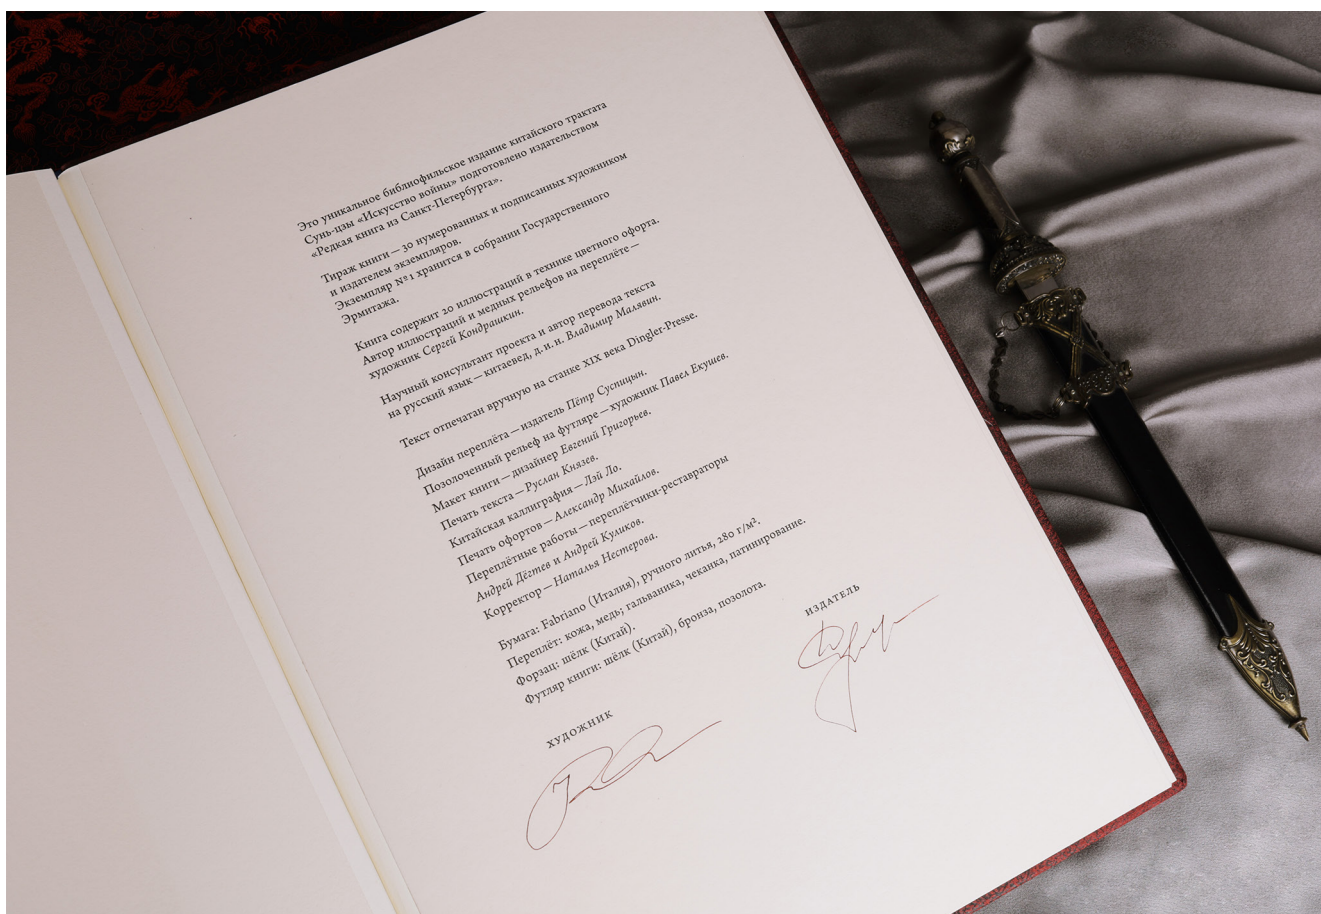 Это уникальное библиофильское издание китайского трактата
Сунь-цзы «Искусство войны» подготовлено издательством
«Редкая книга из Санкт-Петербурга».
Тираж книги — 30 нумерованных и подписанных художником
и издателем экземпляров.
Экземпляр №1 хранится в собрании Государственного
Эрмитажа.
Книга содержит 20 иллюстраций в технике цветного офорта.
Автор иллюстраций и медных рельефов на переплёте —
художник Сергей Кондрашкин.
Научный консультант проекта и автор перевода текста
на русский язык — китаевед, д. и. н. Владимир Малявин.
Текст отпечатан вручную на станке XIX века Dingler-Presse.
Дизайн переплёта — издатель Пётр Суспицын.
Позолоченный рельеф на футляре — художник Павел Екушев.
Макет книги — дизайнер Евгений Григорьев.
Печать текста — Руслан Князев.
Китайская каллиграфия — Лэй Ло.
Печать офортов — Александр Михайлов.
Переплётные работы — переплётчики-реставраторы
Андрей Дёгтев и Андрей Куликов.
Корректор — Наталья Нестерова.
Бумага: Fabriano (Италия), ручного литья, 280 г/м².
Переплёт: кожа, медь; гальваника, чеканка, патинирование.
Форзац: шёлк (Китай).
Футляр книги: шёлк (Китай), бронза, позолота.
ИЗДАТЕЛЬ
ХУДОЖНИК